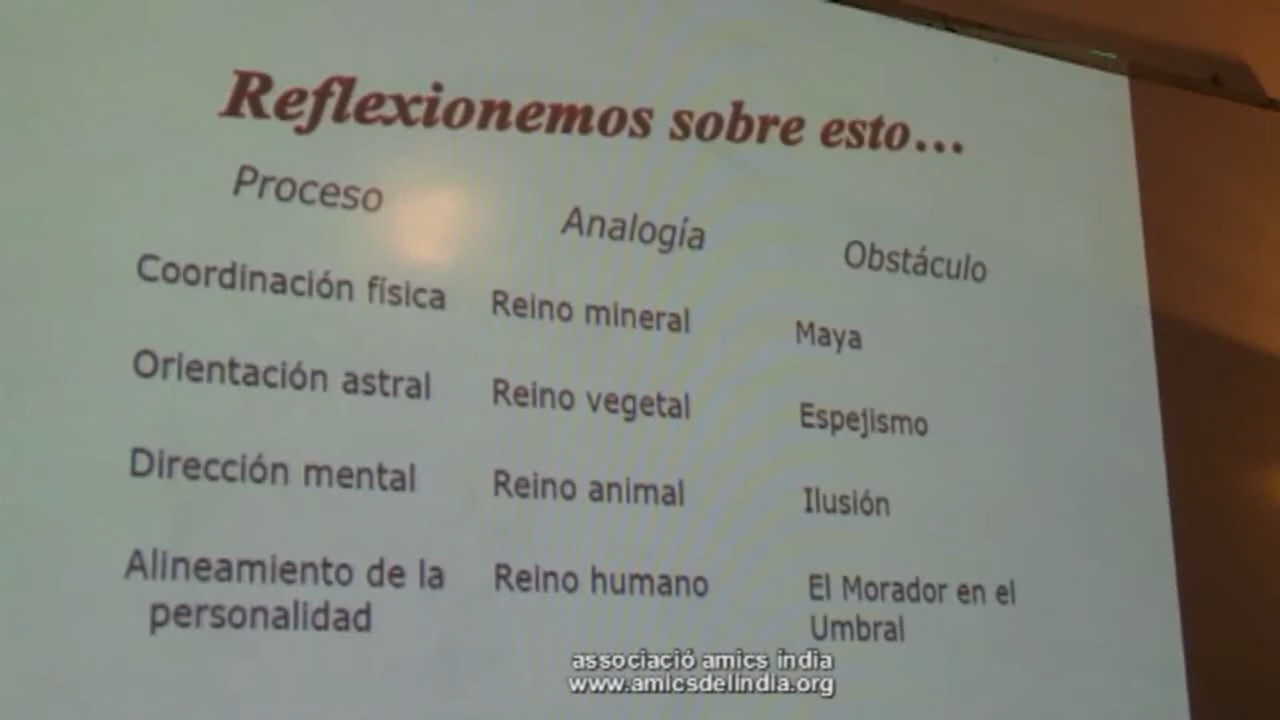 Reflexionemos sobre esto...
Proceso Analogía Obstáculo
Coordinación física Reino mineral Maya
Orientación astral Reino vegetal Espejismo
Dirección mental Reino animal Ilusión
Alineamiento de la Reino humano El Morador en el
personalidad Umbral
associació amics índia
www.amicsdelindia.org